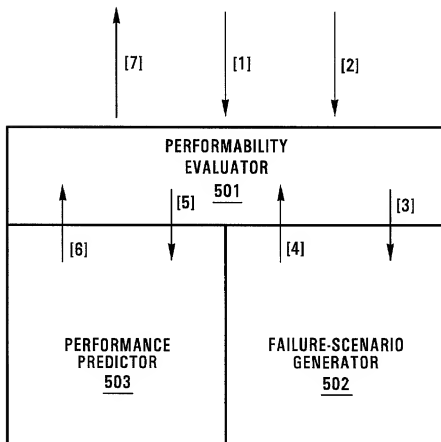 [7]
[1]
[2]
PERFORMABILITY
EVALUATOR
501
[5]
[3]
[6]
[4]
PERFORMANCE
PREDICTOR
503
FAILURE-SCENARIO
GENERATOR
502